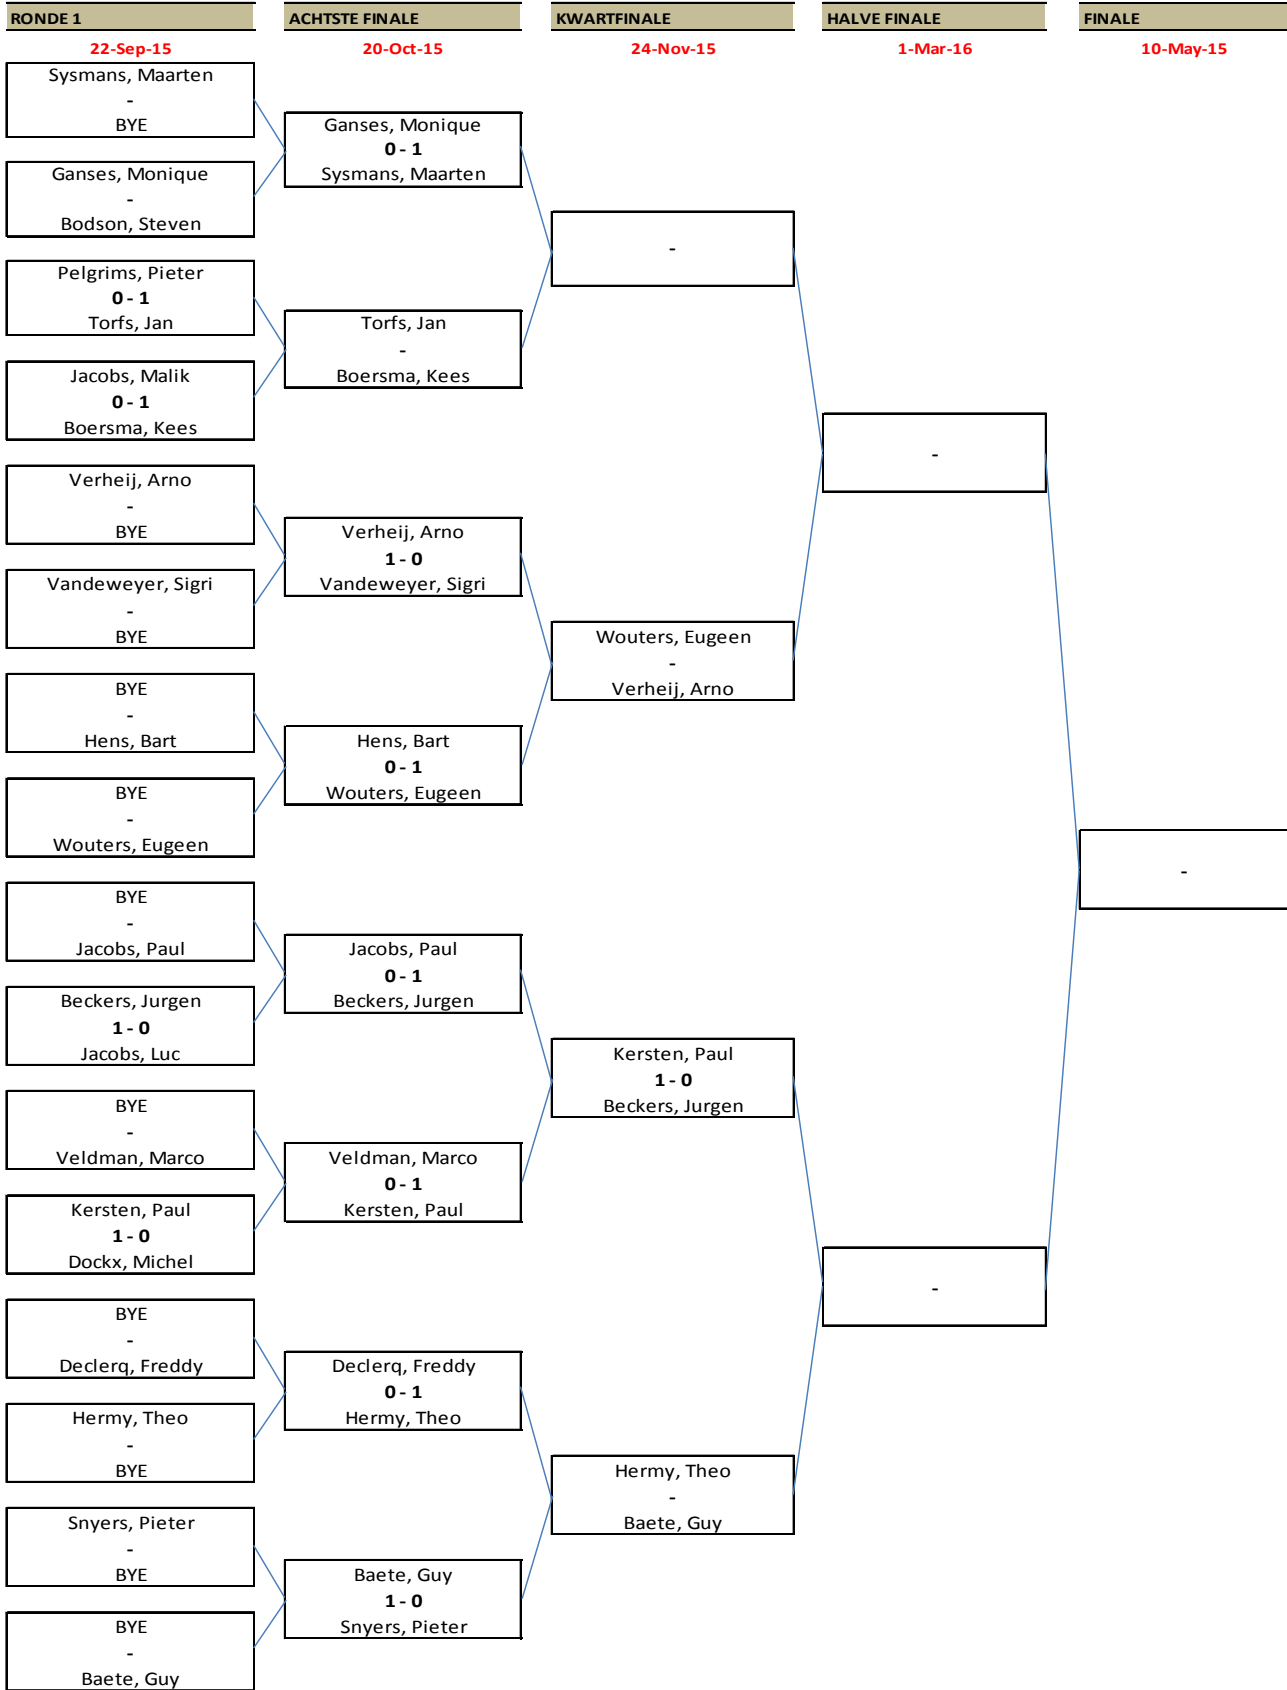 RONDE 1
22-Sep-15
Sysmans, Maarten
-
BYE
Ganses, Monique
-
Bodson, Steven
Pelgrims, Pieter
0 - 1
Torfs, Jan
Jacobs, Malik
0 - 1
Boersma, Kees
Verheij, Arno
-
BYE
Vandeweyer, Sigri
-
BYE
BYE
-
Hens, Bart
BYE
-
Wouters, Eugeen
BYE
-
Jacobs, Paul
Beckers, Jurgen
1 - 0
Jacobs, Luc
BYE
-
Veldman, Marco
Kersten, Paul
1 - 0
Dockx, Michel
BYE
-
Declerq, Freddy
Hermy, Theo
-
BYE
Snyers, Pieter
-
BYE
BYE
-
Baete, Guy
ACHTSTE FINALE
20-Oct-15
Ganses, Monique
0 - 1
Sysmans, Maarten
Torfs, Jan
-
Boersma, Kees
Verheij, Arno
1 - 0
Vandeweyer, Sigri
Hens, Bart
0 - 1
Wouters, Eugeen
Jacobs, Paul
0 - 1
Beckers, Jurgen
Veldman, Marco
0 - 1
Kersten, Paul
Declerq, Freddy
0 - 1
Hermy, Theo
Baete, Guy
1 - 0
Snyers, Pieter
KWARTFINALE
24-Nov-15
-
Wouters, Eugeen
-
Verheij, Arno
Kersten, Paul
1 - 0
Beckers, Jurgen
Hermy, Theo
-
Baete, Guy
HALVE FINALE
1-Mar-16
-
-
FINALE
10-May-15
-